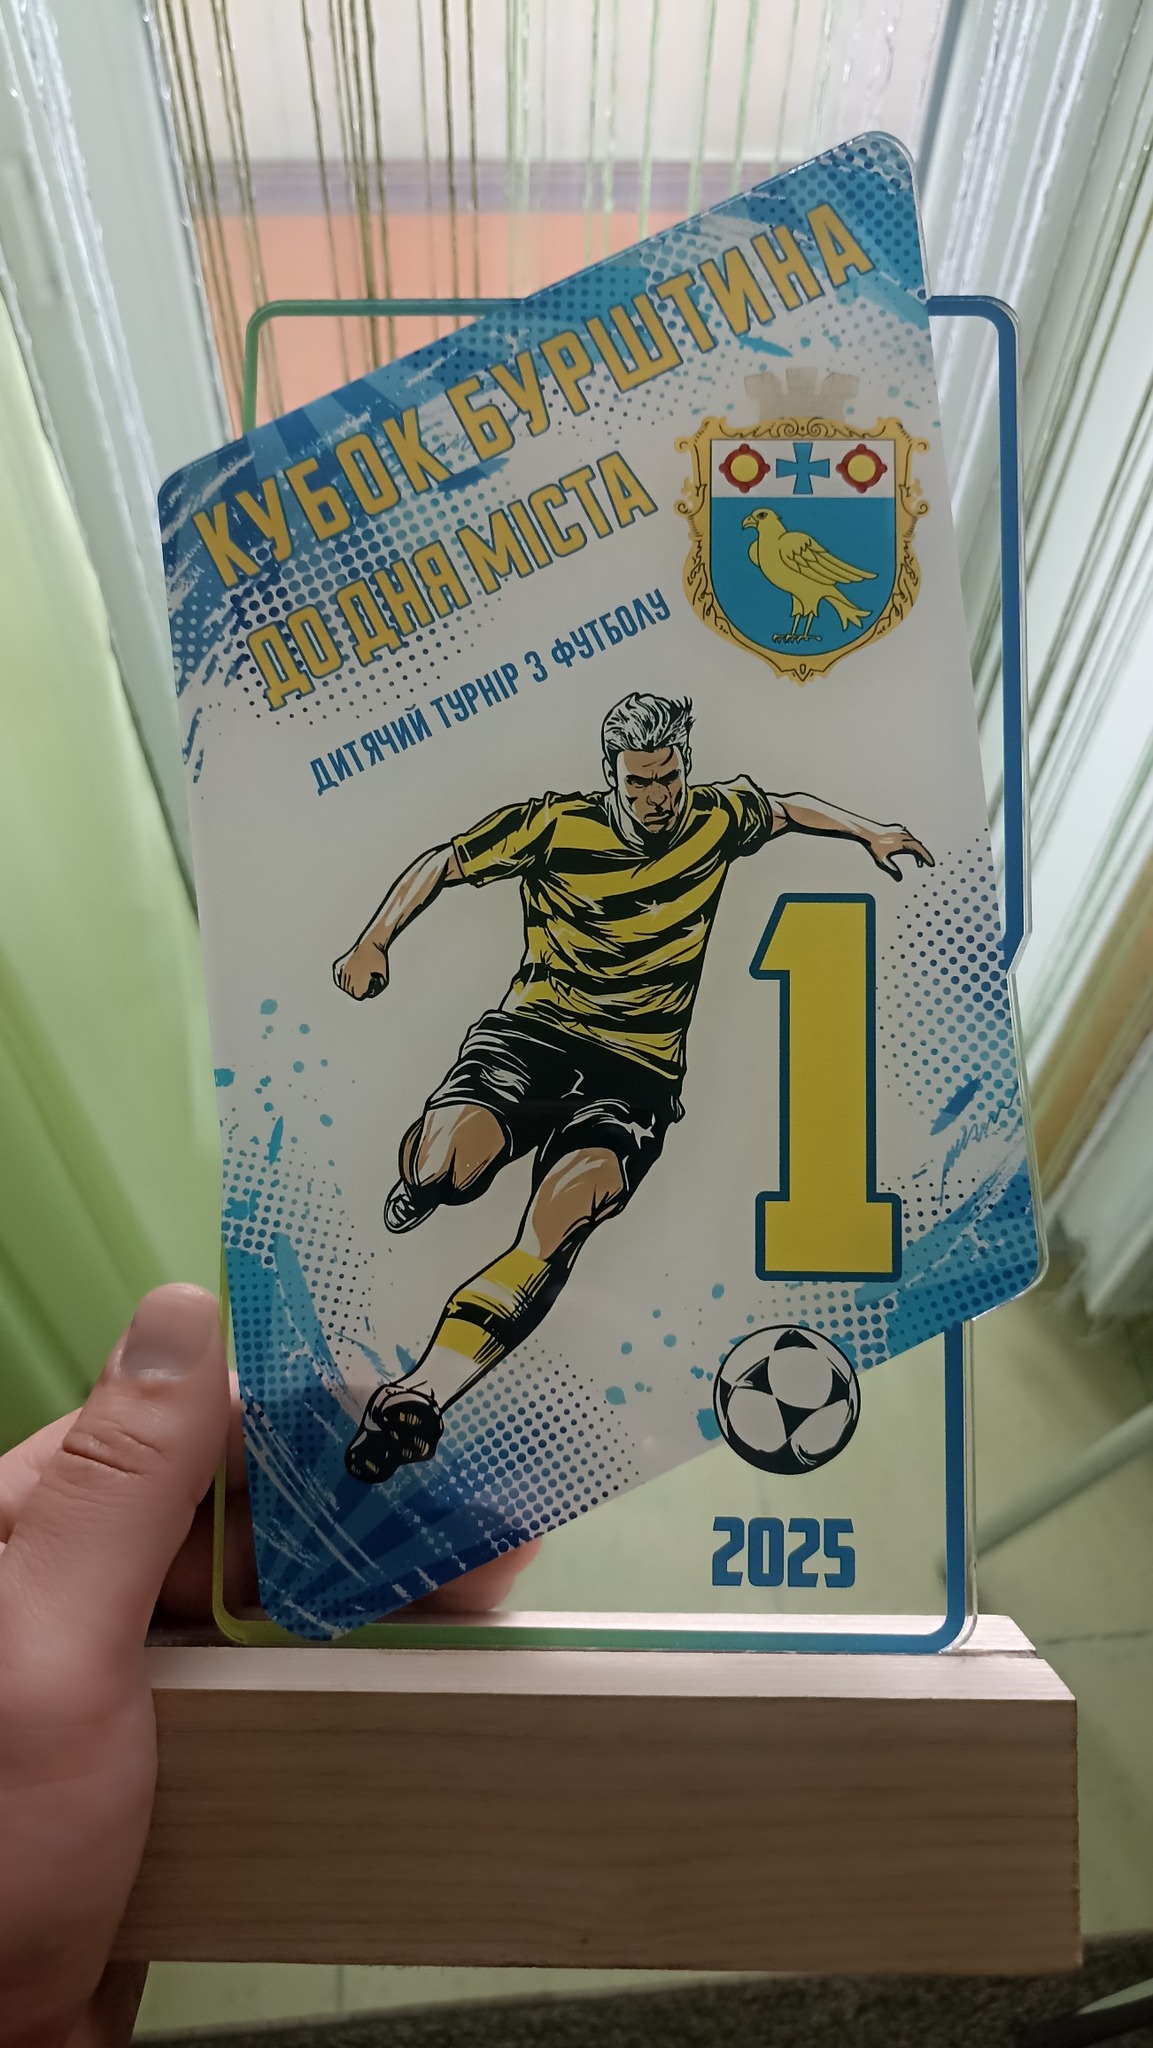 КУБОК БУРШТИНА
ДО ДНЯ МІСТА
ДИТЯЧИЙ ТУРНІР З ФУТБОЛУ
1
2025